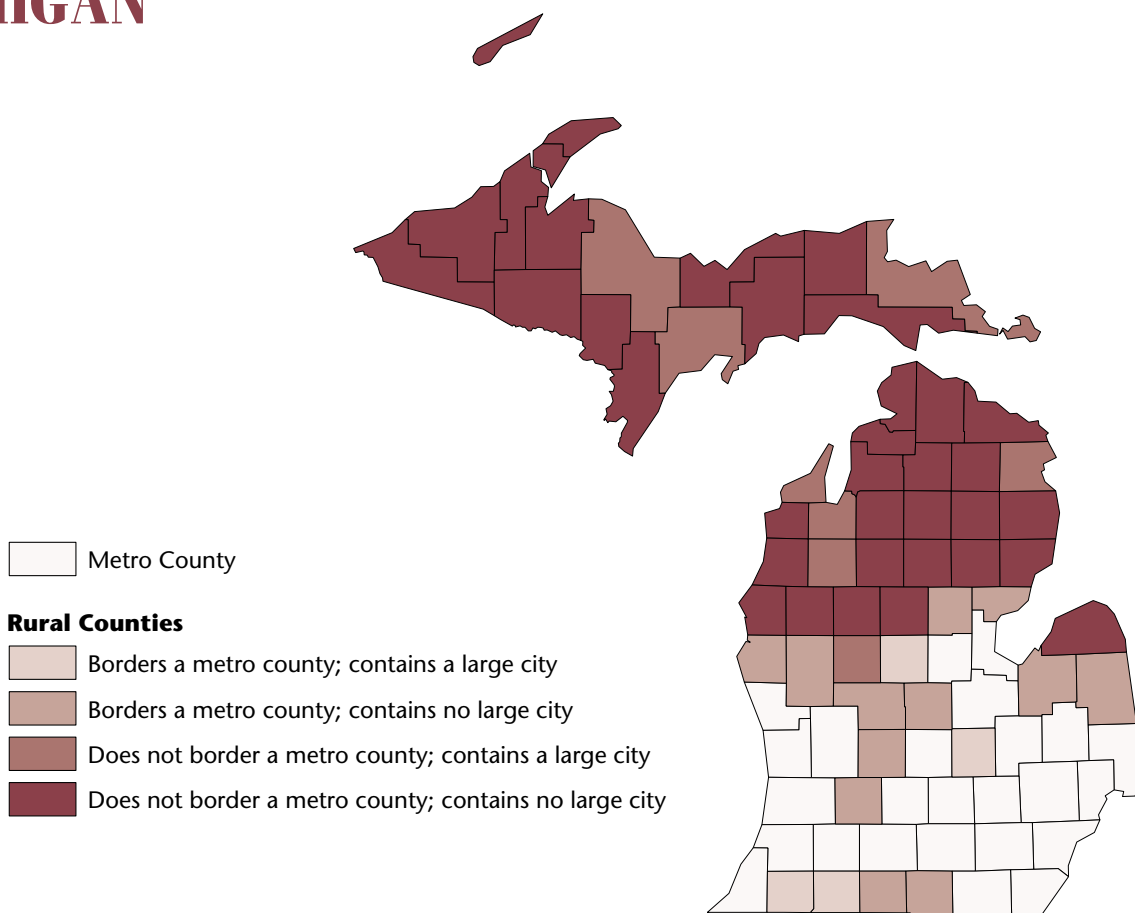 HIGAN
Metro County
Rural Counties
Borders a metro county; contains a large city
Borders a metro county; contains no large city
Does not border a metro county; contains a large city
Does not border a metro county; contains no large city